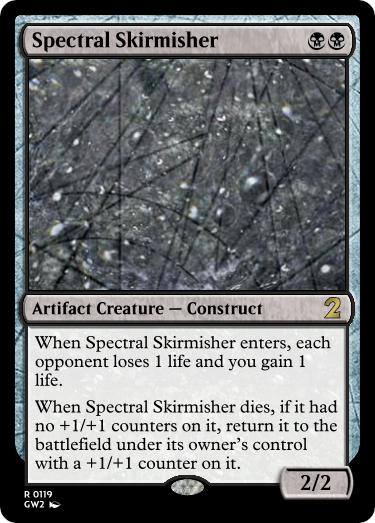 Spectral Skirmisher
2
Artifact Creature — Construct
When Spectral Skirmisher enters, each
opponent loses 1 life and you gain 1
life.
When Spectral Skirmisher dies, if it had
no +1/+1 counters on it, return it to the
battlefield under its owner's control
with a +1/+1 counter on it.
2/2
R 0119
GW2